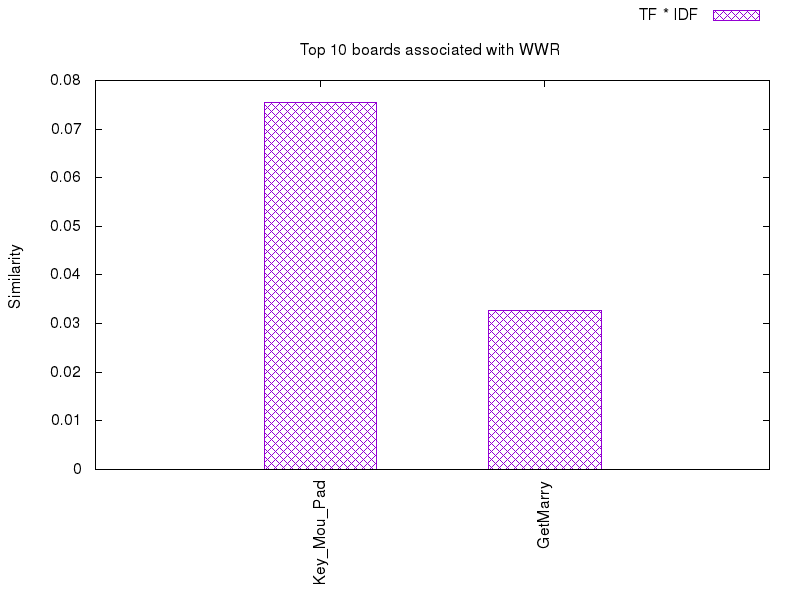 TF * IDF
Top 10 boards associated with WWR
0.08
0.07
0.06
0.05
0.04
0.03
0.02
0.01
0
Similarity
Key_Mou_Pad
GetMarry